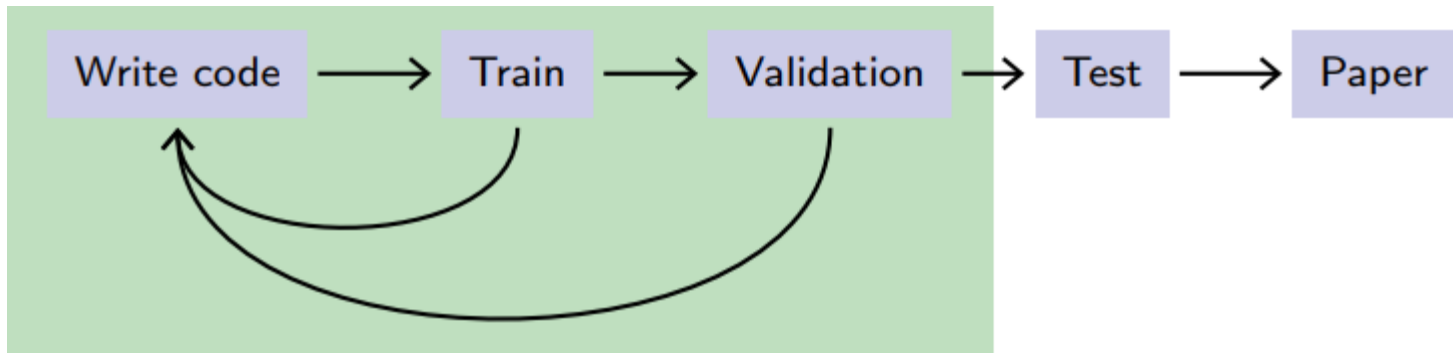 Write code
Train
Validation
Test
Paper